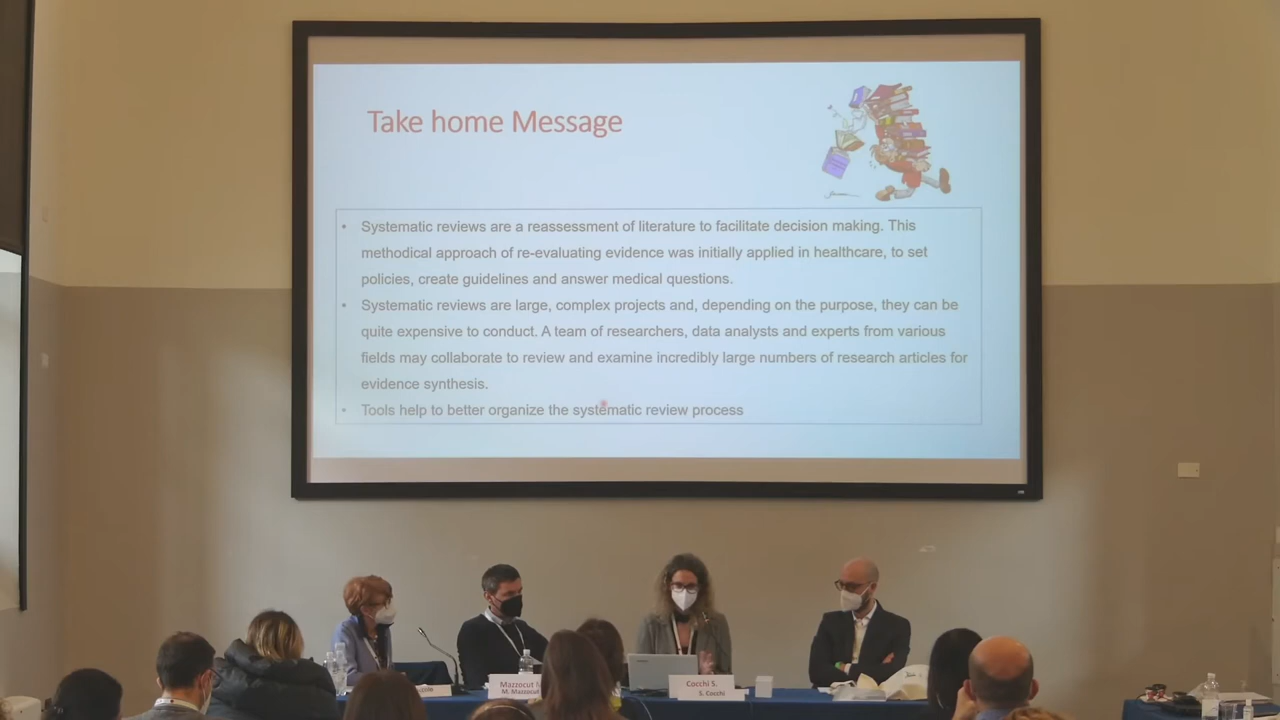 Take home Message
• Systematic reviews are a reassessment of literature to facilitate decision making. This
methodical approach of re-evaluating evidence was initially applied in healthcare, to set
policies, create guidelines and answer medical questions.
• Systematic reviews are large, complex projects and, depending on the purpose, they can be
quite expensive to conduct. A team of researchers, data analysts and experts from various
fields may collaborate to review and examine incredibly large numbers of research articles for
evidence synthesis.
• Tools help to better organize the systematic review process
Mazzocut
M. Mazzocut
Cocchi S.
S. Cocchi